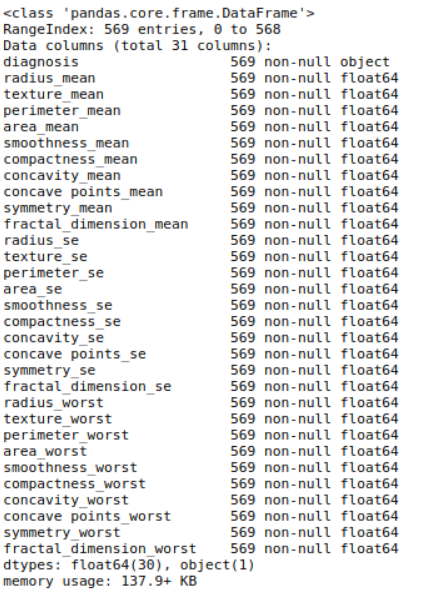 <class 'pandas.core.frame.DataFrame'>
RangeIndex: 569 entries, 0 to 568
Data columns (total 31 columns):
diagnosis                  569 non-null object
radius_mean                569 non-null float64
texture_mean               569 non-null float64
perimeter_mean             569 non-null float64
area_mean                  569 non-null float64
smoothness_mean            569 non-null float64
compactness_mean           569 non-null float64
concavity_mean             569 non-null float64
concave points_mean        569 non-null float64
symmetry_mean              569 non-null float64
fractal_dimension_mean     569 non-null float64
radius_se                  569 non-null float64
texture_se                 569 non-null float64
perimeter_se               569 non-null float64
area_se                    569 non-null float64
smoothness_se              569 non-null float64
compactness_se             569 non-null float64
concavity_se               569 non-null float64
concave points_se          569 non-null float64
symmetry_se                569 non-null float64
fractal_dimension_se       569 non-null float64
radius_worst               569 non-null float64
texture_worst              569 non-null float64
perimeter_worst            569 non-null float64
area_worst                 569 non-null float64
smoothness_worst           569 non-null float64
compactness_worst          569 non-null float64
concavity_worst            569 non-null float64
concave points_worst       569 non-null float64
symmetry_worst             569 non-null float64
fractal_dimension_worst    569 non-null float64
dtypes: float64(30), object(1)
memory usage: 137.9+ KB